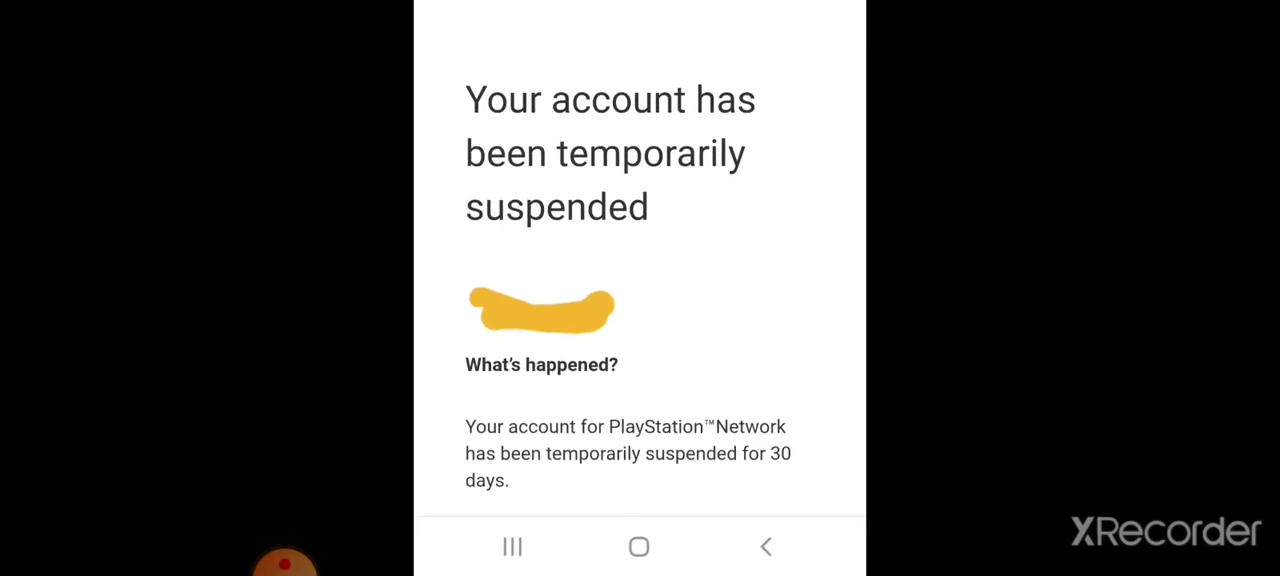 Your account has
been temporarily
suspended
What's happened?
Your account for PlayStation™Network
has been temporarily suspended for 30
days.
XRecorder